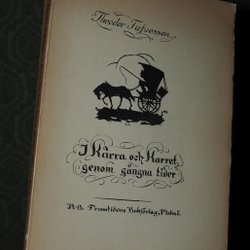 Theodor Tufvesson
I Kärra och Karret
genom gångna tider
A.-B. Framtidens Bokförlag, Malmö.